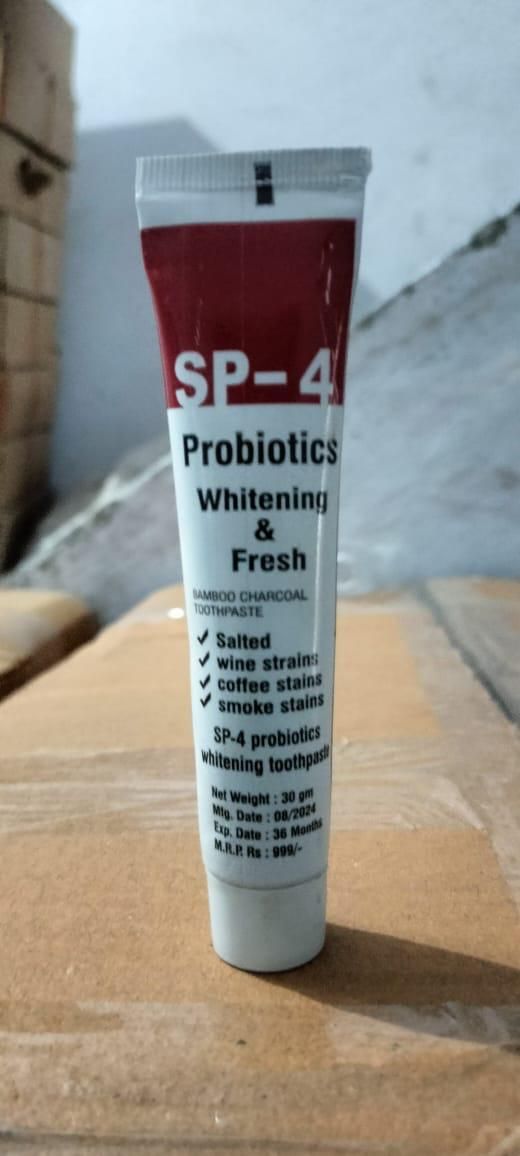 SP-4
Probiotics
Whitening
&
Fresh
BAMBOO CHARCOAL
TOOTHPASTE
✓ Salted
✓ wine strains
✓ coffee stains
✓ smoke stains
SP-4 probiotics
whitening toothpaste
Net Weight : 30 gm
Mfg. Date : 08/2024
Exp. Date : 36 Months
M.R.P. Rs : 999/-